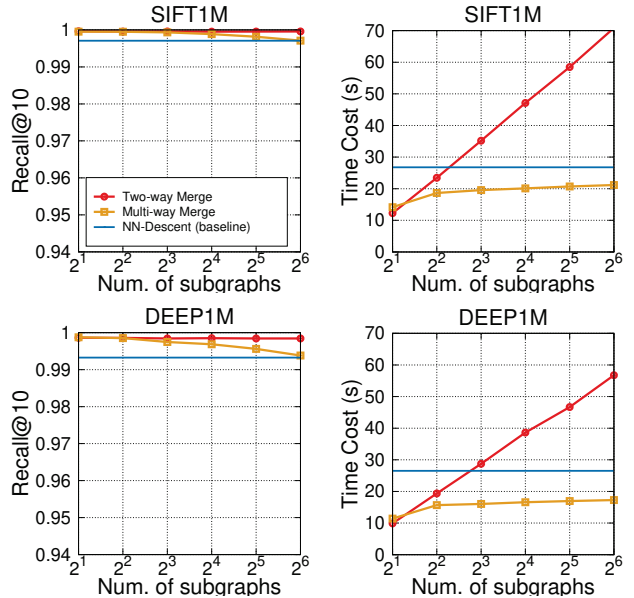 SIFT1M
Recall@10
1
0.99
0.98
0.97
0.96
0.95
0.94
Two-way Merge
Multi-way Merge
NN-Descent (baseline)
2^1 2^2 2^3 2^4 2^5 2^6
Num. of subgraphs
SIFT1M
Time Cost (s)
70
60
50
40
30
20
10
0
2^1 2^2 2^3 2^4 2^5 2^6
Num. of subgraphs
DEEP1M
Recall@10
1
0.99
0.98
0.97
0.96
0.95
0.94
2^1 2^2 2^3 2^4 2^5 2^6
Num. of subgraphs
DEEP1M
Time Cost (s)
70
60
50
40
30
20
10
0
2^1 2^2 2^3 2^4 2^5 2^6
Num. of subgraphs